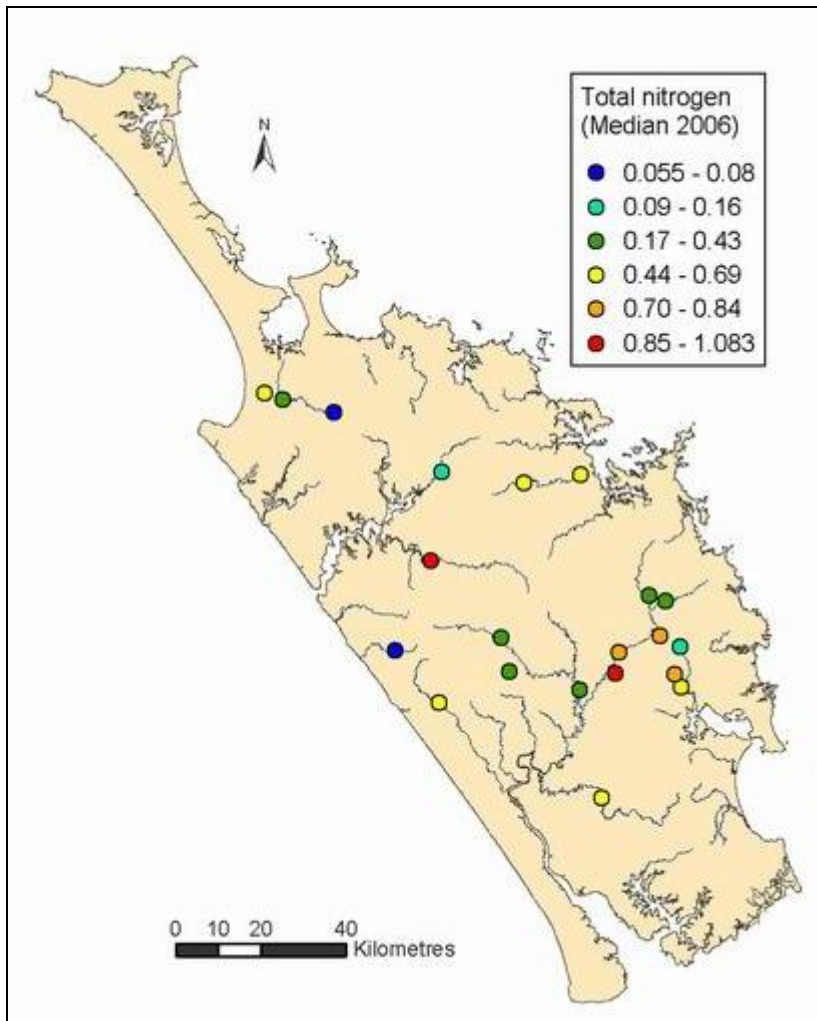 Total nitrogen
(Median 2006)
0.055 - 0.08
0.09 - 0.16
0.17 - 0.43
0.44 - 0.69
0.70 - 0.84
0.85 - 1.083
N
0 10 20 40
Kilometres